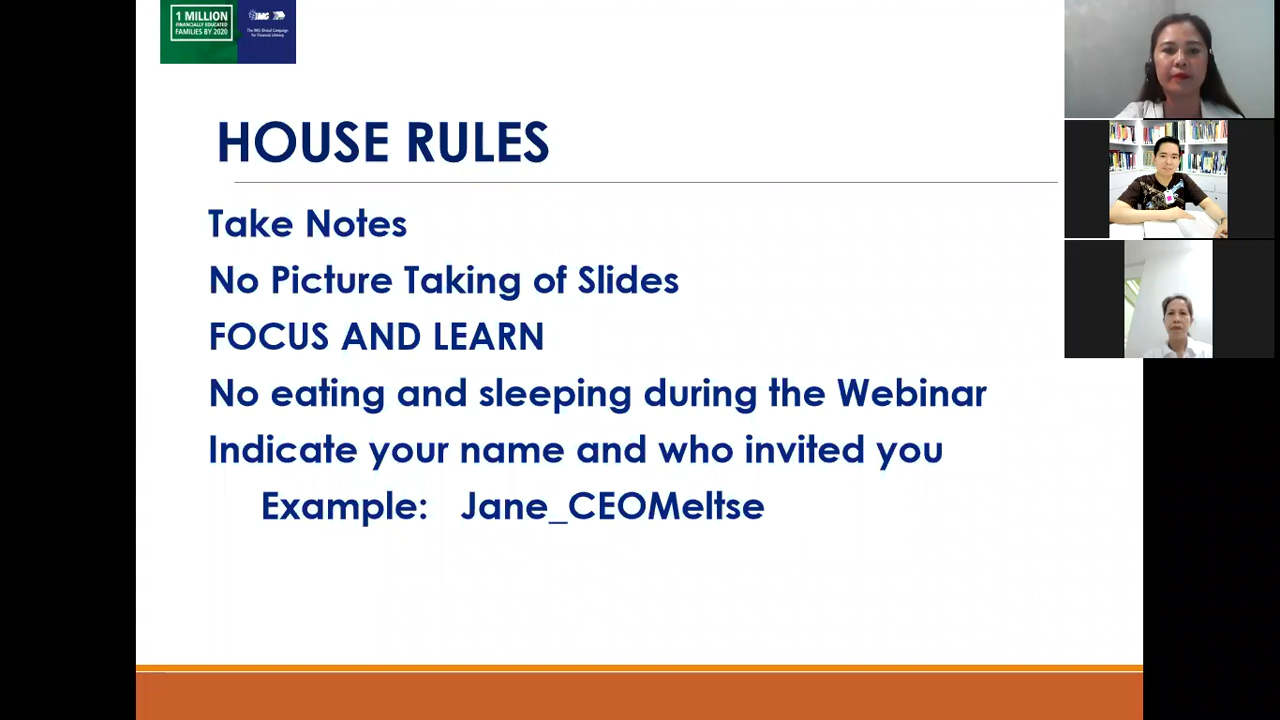 1 MILLION
FINANCIALLY EDUCATED
FAMILIES BY 2020
IMG
The IMG Global Campaign
for Financial Literacy
HOUSE RULES
Take Notes
No Picture Taking of Slides
FOCUS AND LEARN
No eating and sleeping during the Webinar
Indicate your name and who invited you
Example: Jane_CEOMeltse